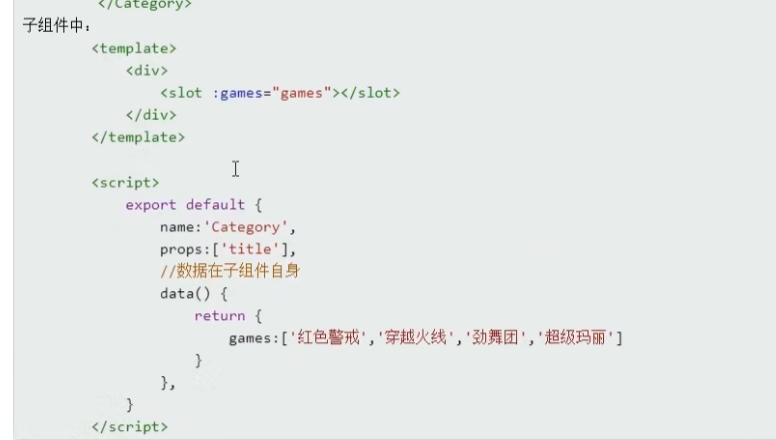 </Category>
子组件中：
<template>
<div>
<slot :games="games"></slot>
</div>
</template>
<script>
export default {
name:'Category',
props:['title'],
//数据在子组件自身
data() {
return {
games:['红色警戒','穿越火线','劲舞团','超级玛丽']
}
},
}
</script>